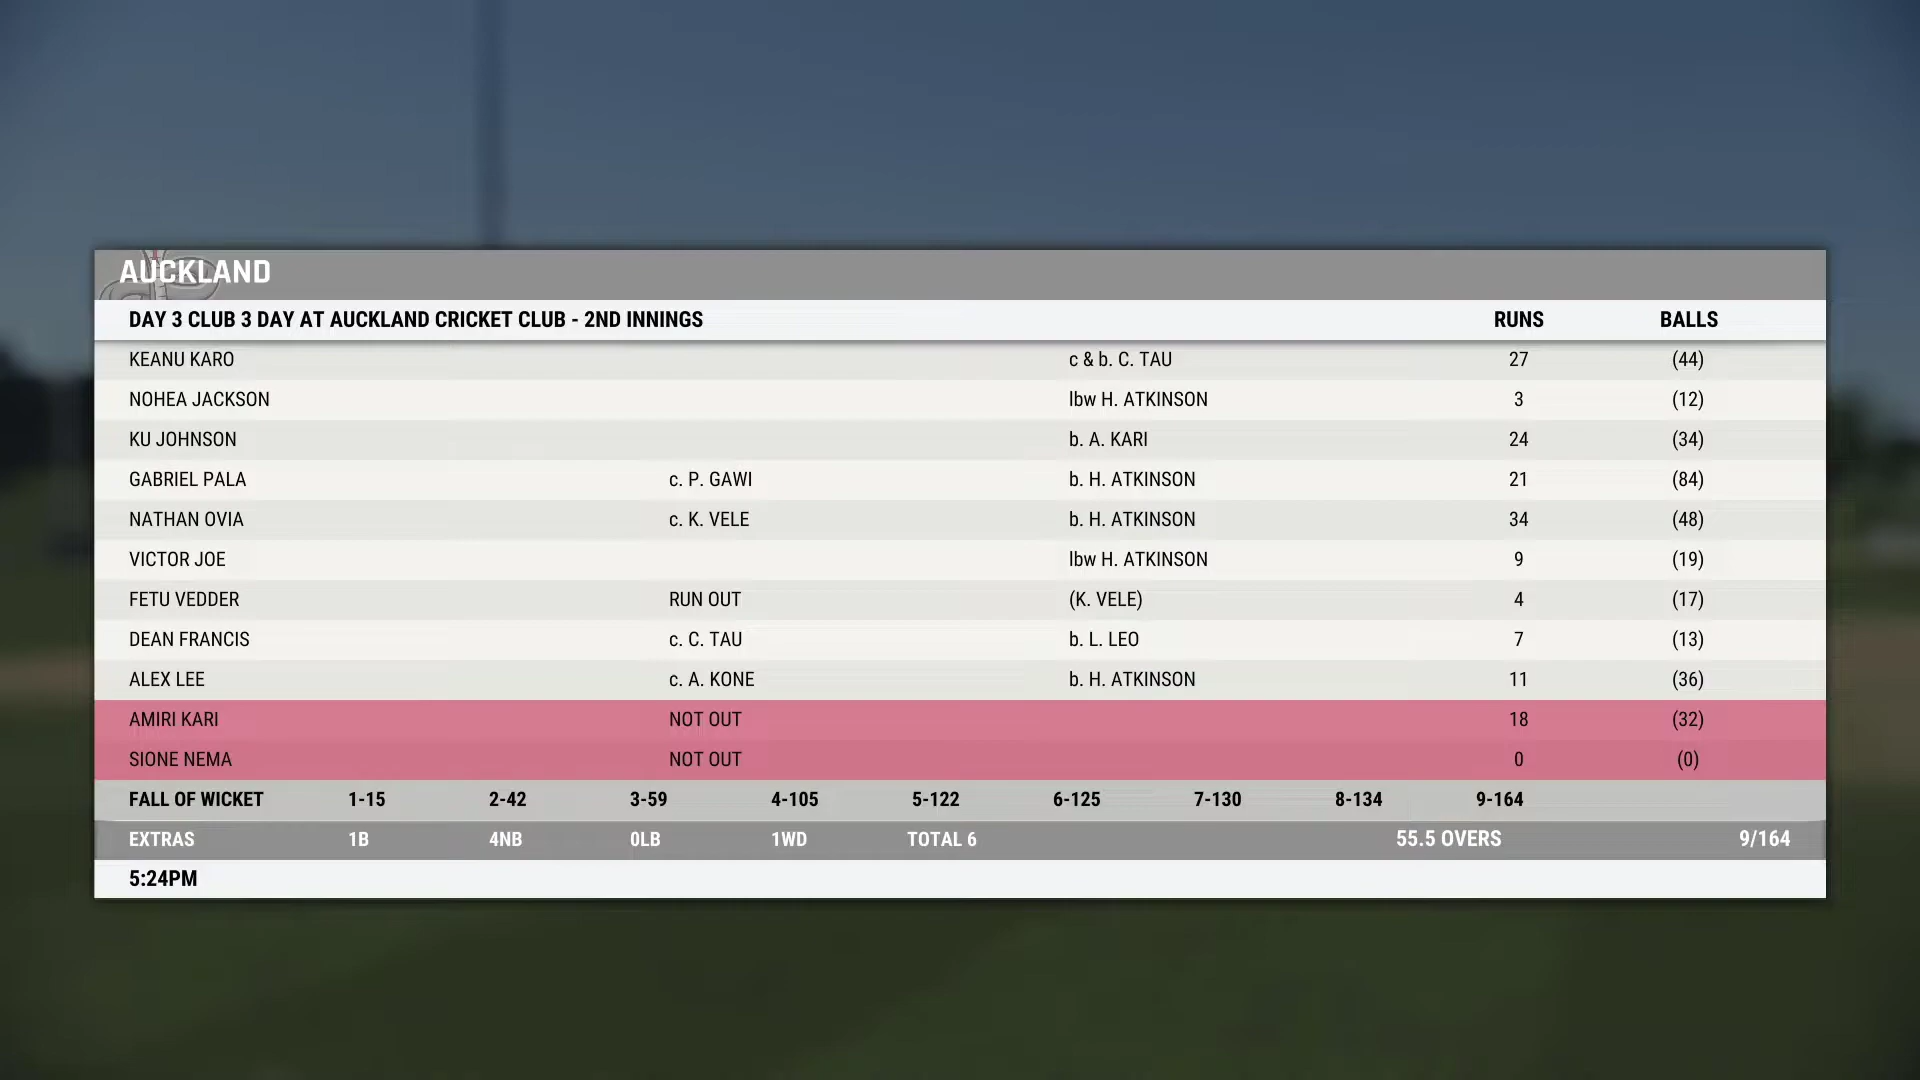 AUCKLAND
DAY 3 CLUB 3 DAY AT AUCKLAND CRICKET CLUB - 2ND INNINGS RUNS BALLS
KEANU KARO c & b. C. TAU 27 (44)
NOHEA JACKSON lbw H. ATKINSON 3 (12)
KU JOHNSON b. A. KARI 24 (34)
GABRIEL PALA c. P. GAWI b. H. ATKINSON 21 (84)
NATHAN OVIA c. K. VELE b. H. ATKINSON 34 (48)
VICTOR JOE lbw H. ATKINSON 9 (19)
FETU VEDDER RUN OUT (K. VELE) 4 (17)
DEAN FRANCIS c. C. TAU b. L. LEO 7 (13)
ALEX LEE c. A. KONE b. H. ATKINSON 11 (36)
AMIRI KARI NOT OUT 18 (32)
SIONE NEMA NOT OUT 0 (0)
FALL OF WICKET 1-15 2-42 3-59 4-105 5-122 6-125 7-130 8-134 9-164
EXTRAS 1B 4NB 0LB 1WD TOTAL 6 55.5 OVERS 9/164
5:24PM